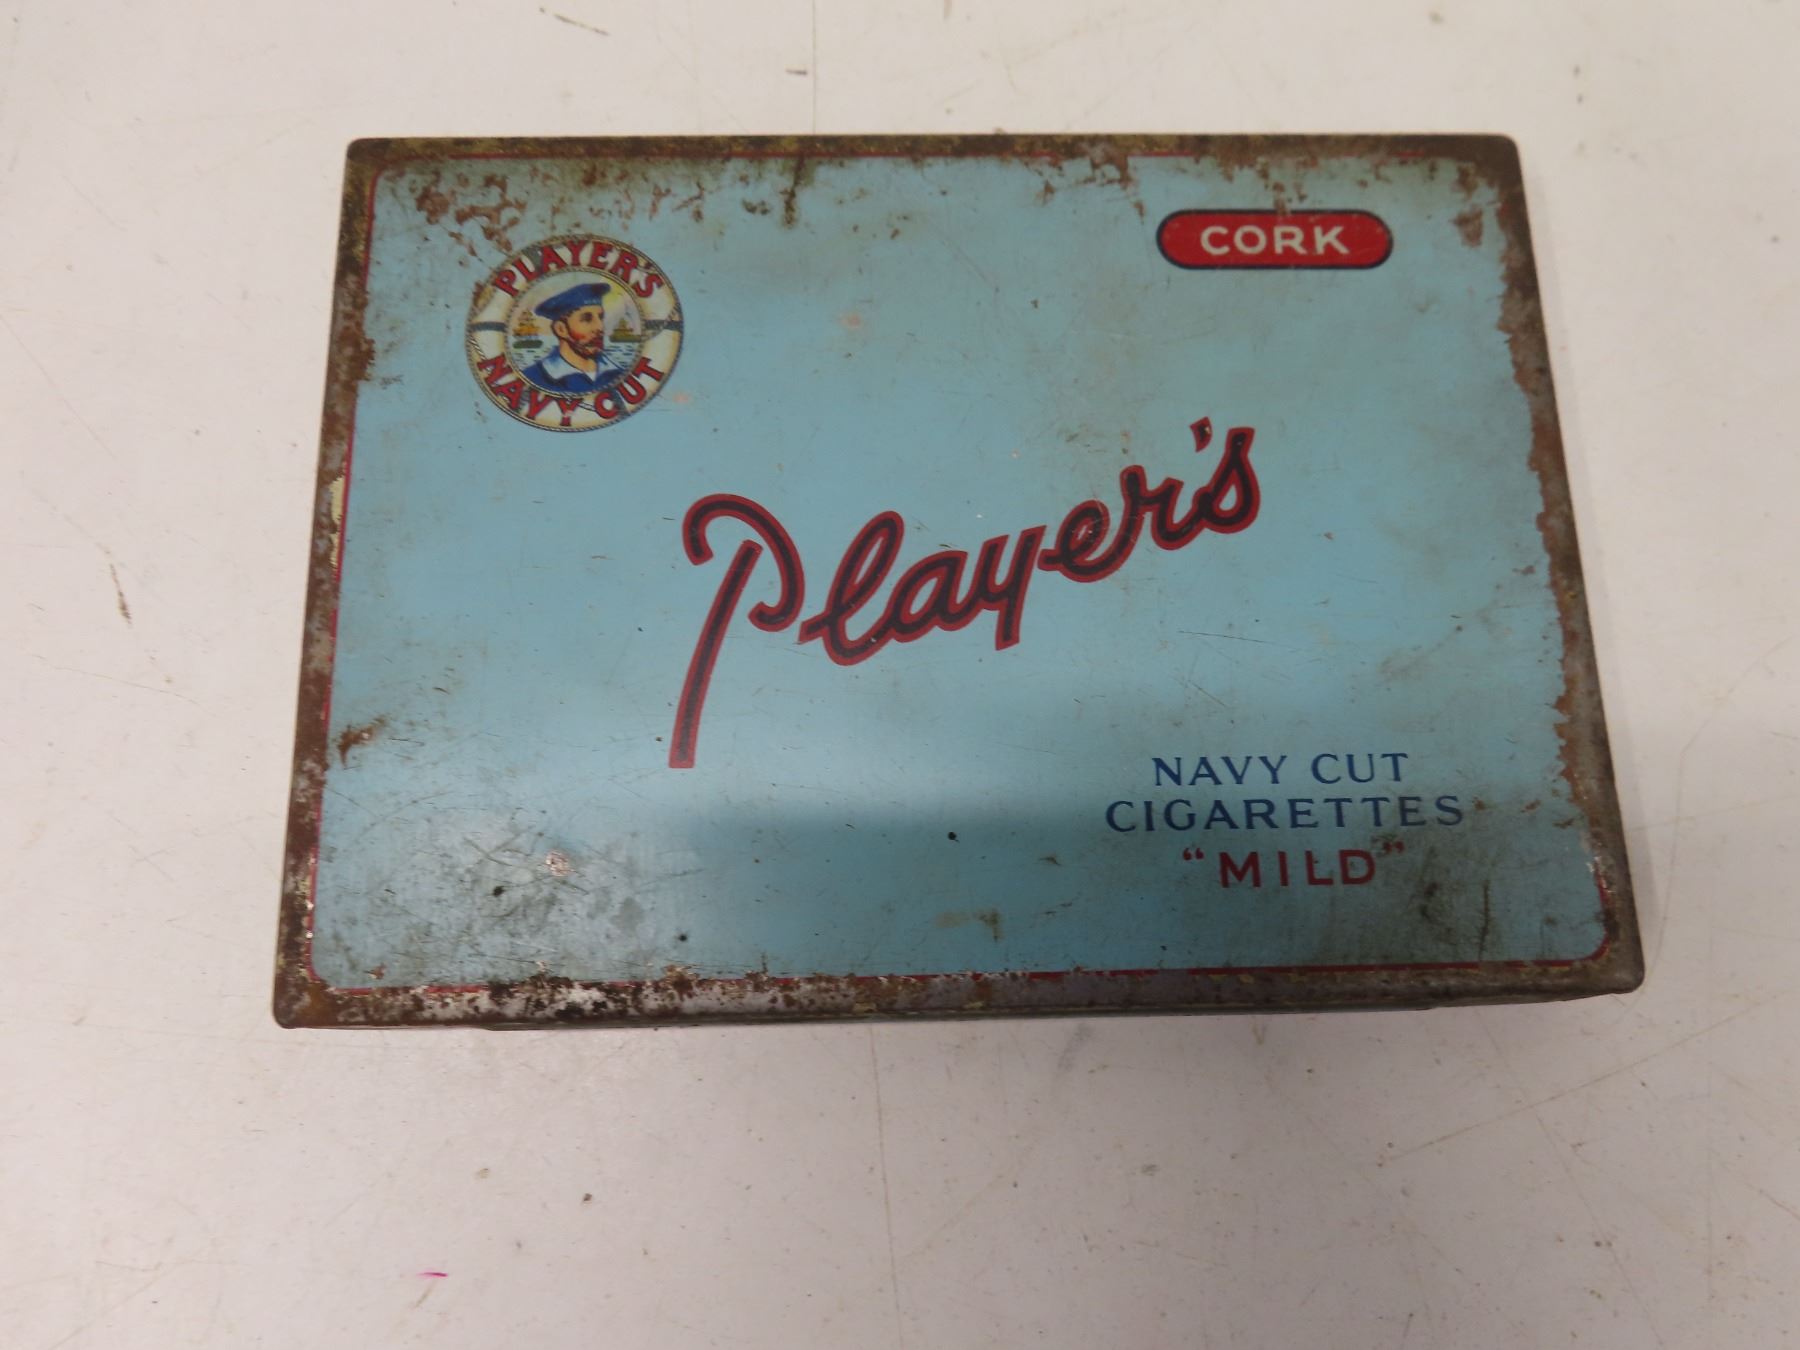 CORK
PLAYER'S
NAVY CUT
Player's
NAVY CUT
CIGARETTES
"MILD"